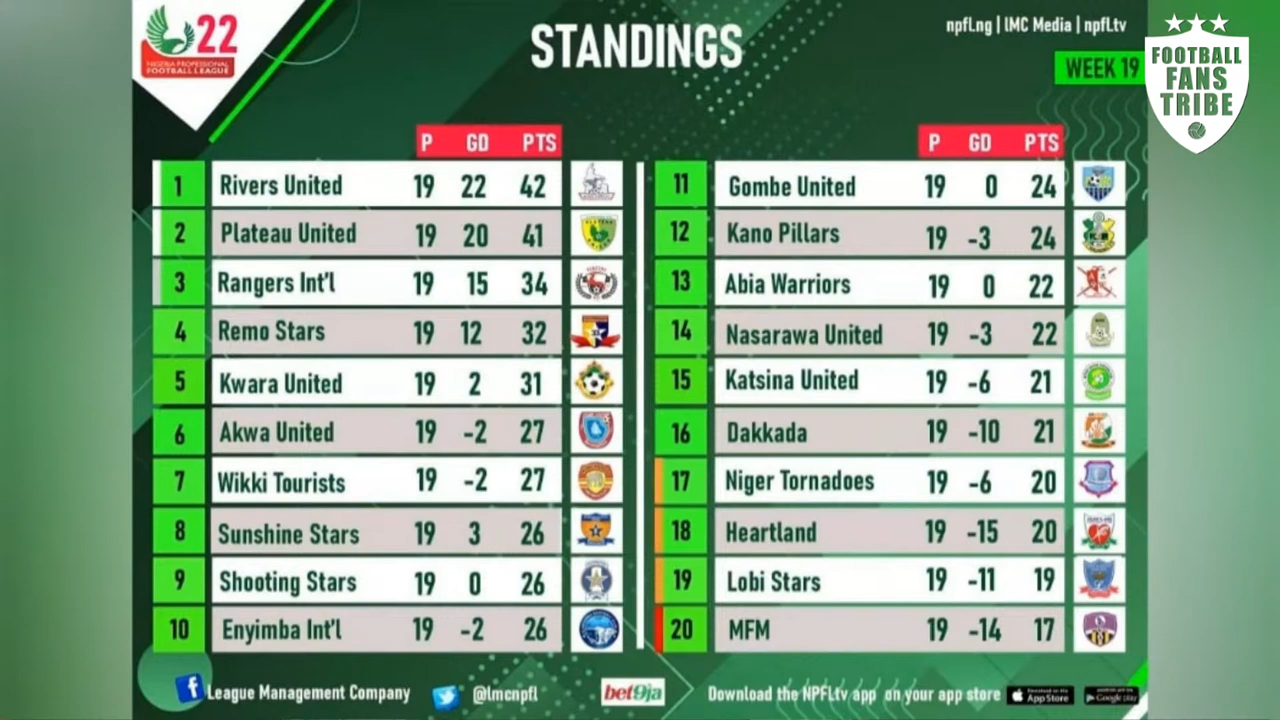 22
NIGERIA PROFESSIONAL
FOOTBALL LEAGUE
STANDINGS
npfl.ng | lMC Media | npfl.tv
WEEK 19
FOOTBALL
FANS
TRIBE
P GD PTS
1 Rivers United 19 22 42
2 Plateau United 19 20 41
3 Rangers Int'l 19 15 34
4 Remo Stars 19 12 32
5 Kwara United 19 2 31
6 Akwa United 19 -2 27
7 Wikki Tourists 19 -2 27
8 Sunshine Stars 19 3 26
9 Shooting Stars 19 0 26
10 Enyimba Int'l 19 -2 26
P GD PTS
11 Gombe United 19 0 24
12 Kano Pillars 19 -3 24
13 Abia Warriors 19 0 22
14 Nasarawa United 19 -3 22
15 Katsina United 19 -6 21
16 Dakkada 19 -10 21
17 Niger Tornadoes 19 -6 20
18 Heartland 19 -15 20
19 Lobi Stars 19 -11 19
20 MFM 19 -14 17
f League Management Company
@lmcnpfl
bet9ja
Download the NPFLtv app on your app store
App Store
Google play